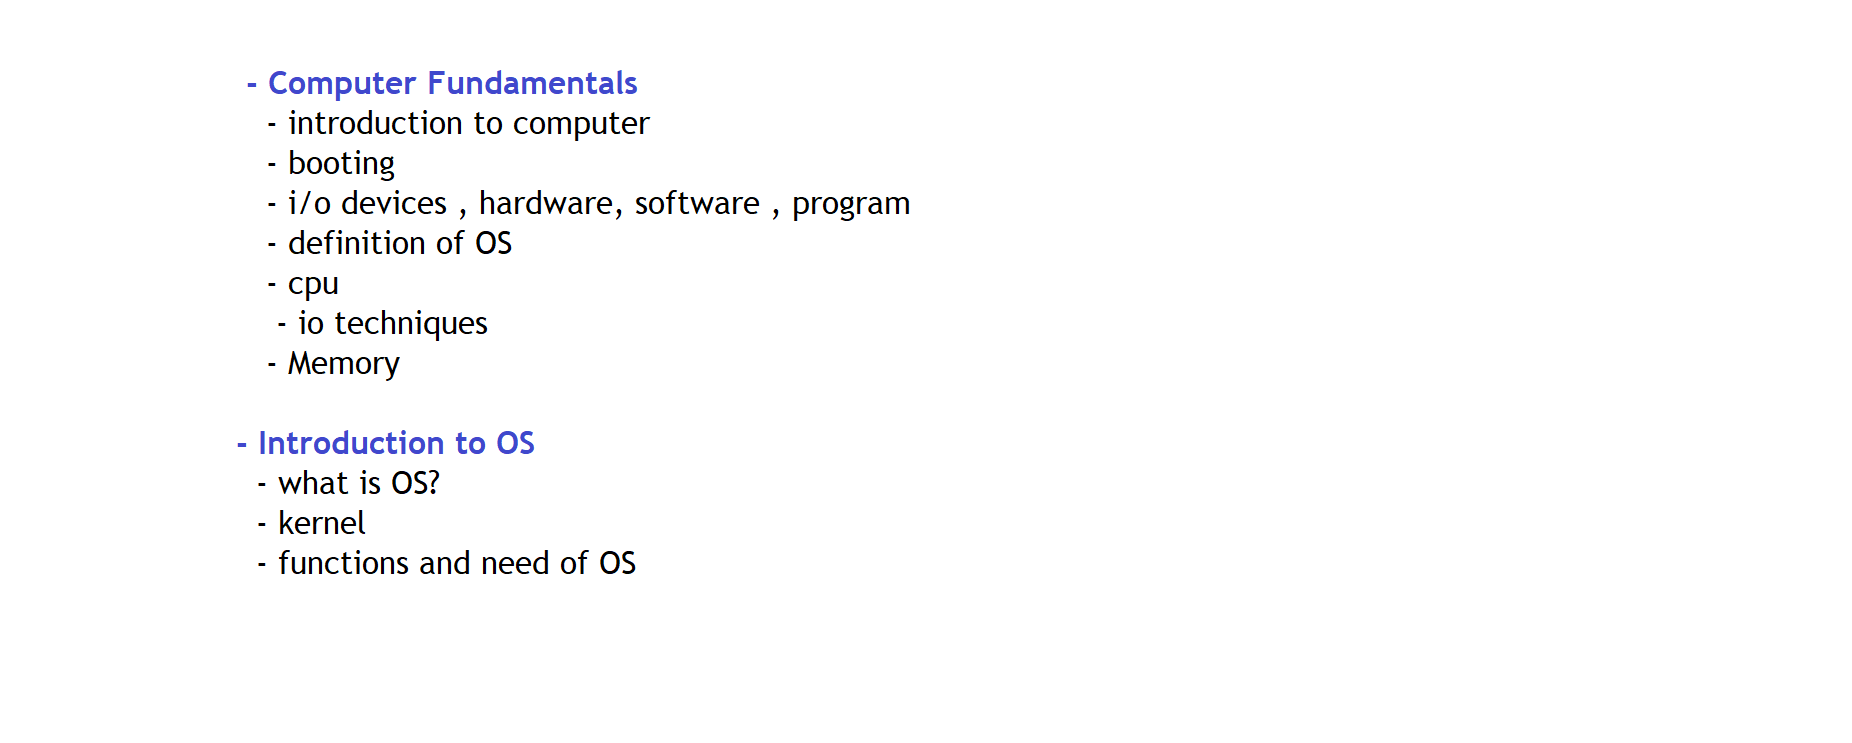 - Computer Fundamentals
- introduction to computer
- booting
- i/o devices , hardware, software , program
- definition of OS
- cpu
- io techniques
- Memory
- Introduction to OS
- what is OS?
- kernel
- functions and need of OS